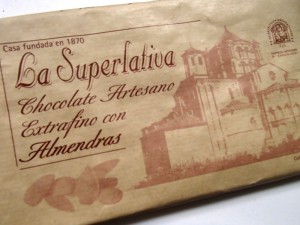 Casa fundada en 1870
La Superlativa
Chocolate Artesano
Extrafino con
Almendras